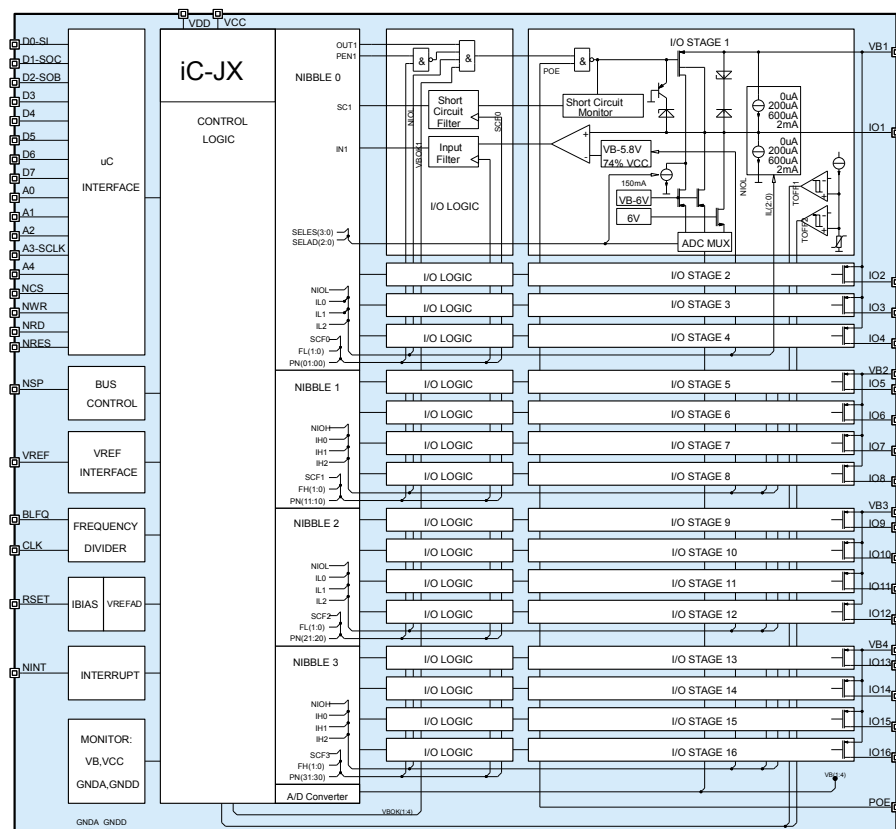 VDD VCC
D0-SI
D1-SOC
D2-SOB
D3
D4
D5
D6
D7
A0
A1
A2
A3-SCLK
A4
NCS
NWR
NRD
NRES
NSP
VREF
BLFQ
CLK
RSET
NINT
uC
INTERFACE
BUS
CONTROL
VREF
INTERFACE
FREQUENCY
DIVIDER
IBIAS VREFAD
INTERRUPT
MONITOR:
VB,VCC
GNDA,GNDD
GNDA GNDD
iC-JX
CONTROL
LOGIC
NIBBLE 0
OUT1
PEN1
SC1
IN1
SELES(3:0)
SELAD(2:0)
NIOL
IL0
IL1
IL2
SCF0
FL(1:0)
PN(01:00)
NIBBLE 1
NIOH
IH0
IH1
IH2
SCF1
FH(1:0)
PN(11:10)
NIBBLE 2
NIOL
IL0
IL1
IL2
SCF2
FL(1:0)
PN(21:20)
NIBBLE 3
NIOH
IH0
IH1
IH2
SCF3
FH(1:0)
PN(31:30)
A/D Converter
VBOK(1:4)
&
&
NIOL
VBOK1
SCF0
Short
Circuit
Filter
Input
Filter
I/O LOGIC
I/O STAGE 1
POE
&
Short Circuit
Monitor
+
-
VB-5.8V
74% VCC
150mA
VB-6V
6V
ADC MUX
0uA
200uA
600uA
2mA
0uA
200uA
600uA
2mA
NIOL
IL(2:0)
TOFF1
TOFF2
I/O LOGIC I/O STAGE 2
I/O LOGIC I/O STAGE 3
I/O LOGIC I/O STAGE 4
I/O LOGIC I/O STAGE 5
I/O LOGIC I/O STAGE 6
I/O LOGIC I/O STAGE 7
I/O LOGIC I/O STAGE 8
I/O LOGIC I/O STAGE 9
I/O LOGIC I/O STAGE 10
I/O LOGIC I/O STAGE 11
I/O LOGIC I/O STAGE 12
I/O LOGIC I/O STAGE 13
I/O LOGIC I/O STAGE 14
I/O LOGIC I/O STAGE 15
I/O LOGIC I/O STAGE 16
VB(1:4)
VB1
IO1
IO2
IO3
IO4
VB2
IO5
IO6
IO7
IO8
VB3
IO9
IO10
IO11
IO12
VB4
IO13
IO14
IO15
IO16
POE